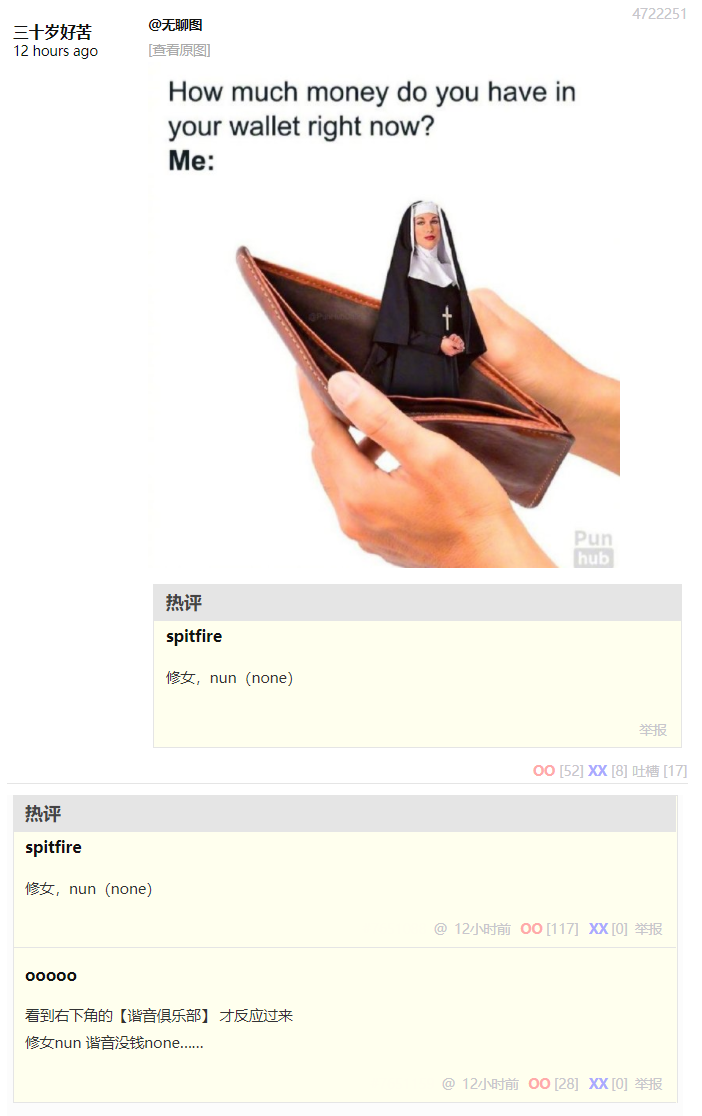 三十岁好苦
12 hours ago
@无聊图
4722251
[查看原图]
How much money do you have in
your wallet right now?
Me:
Pun
hub
热评
spitfire
修女，nun（none）
举报
OO [52] XX [8] 吐槽 [17]
热评
spitfire
修女，nun（none）
@ 12小时前 OO [117] XX [0] 举报
ooooo
看到右下角的【谐音俱乐部】 才反应过来
修女nun 谐音没钱none……
@ 12小时前 OO [28] XX [0] 举报